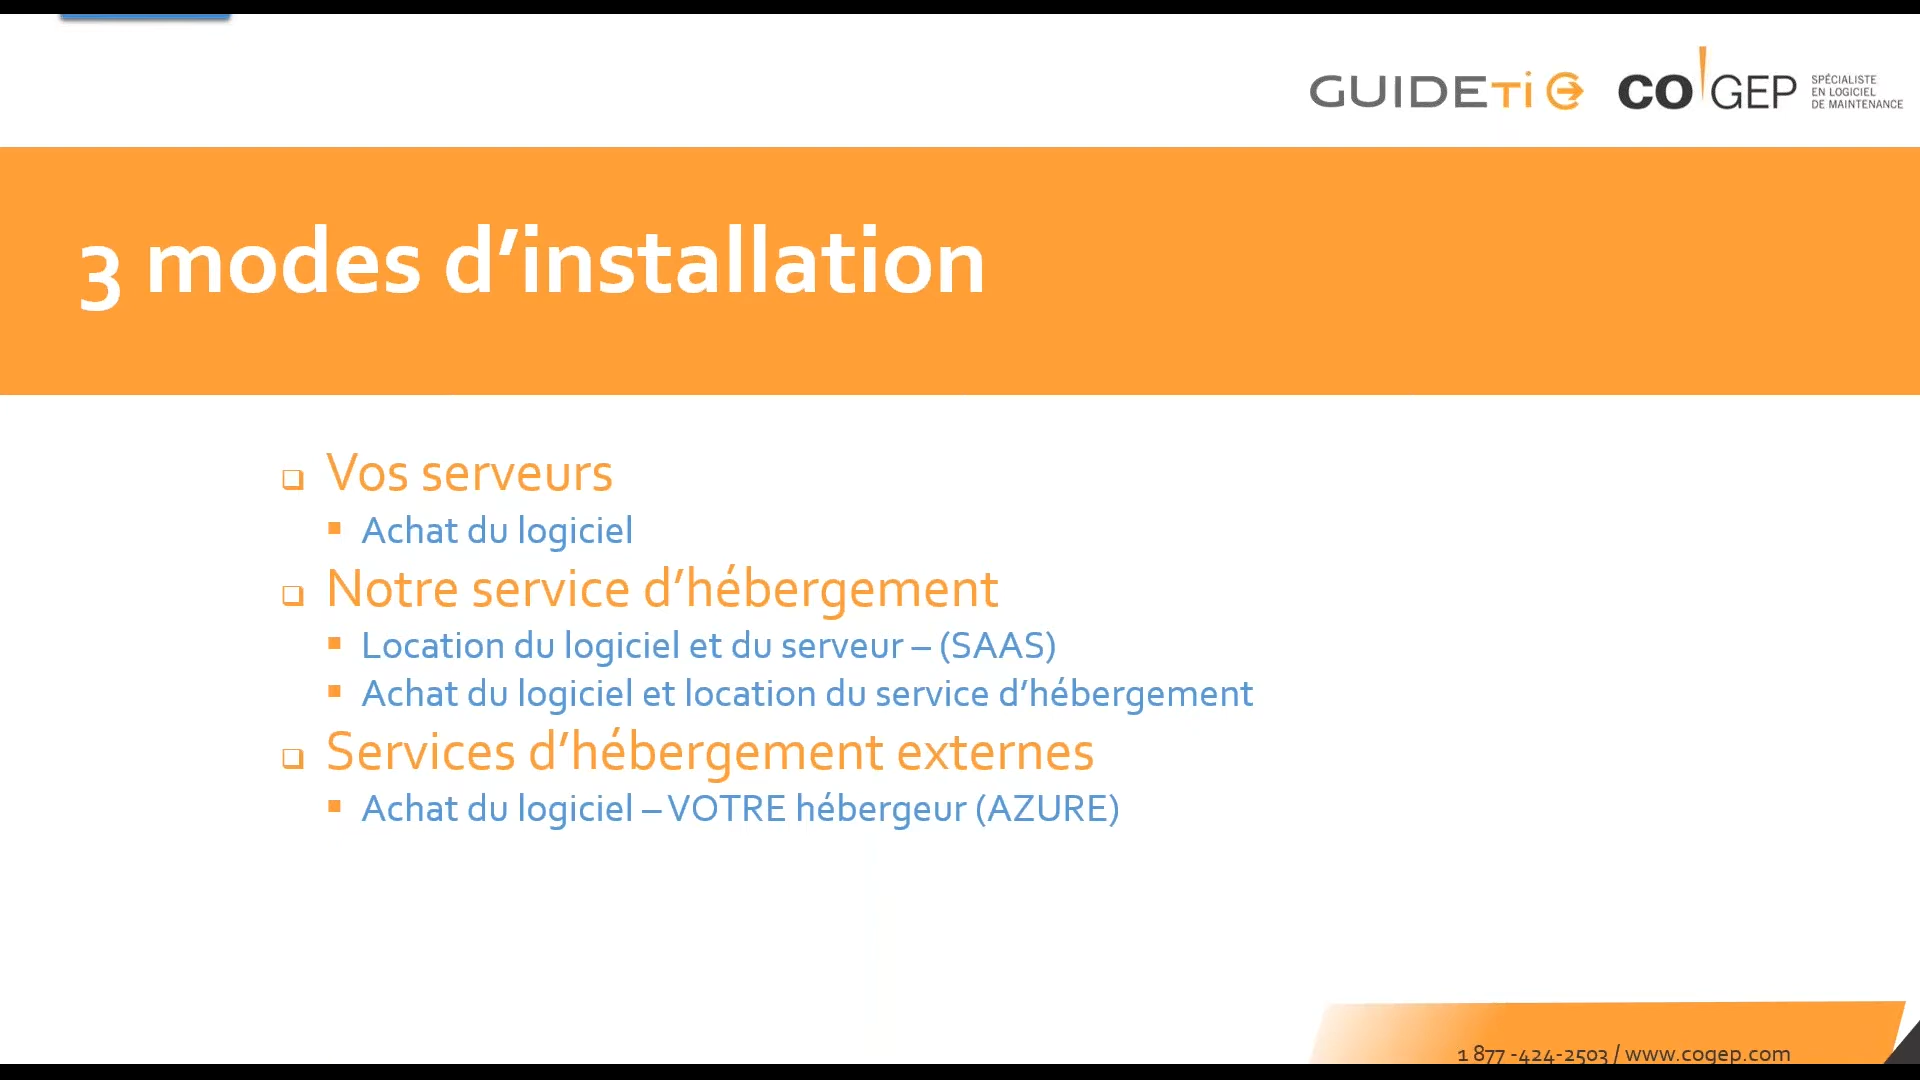 GUIDETi
CO!GEP
SPÉCIALISTE
EN LOGICIEL
DE MAINTENANCE
3 modes d’installation
Vos serveurs
Achat du logiciel
Notre service d’hébergement
Location du logiciel et du serveur – (SAAS)
Achat du logiciel et location du service d’hébergement
Services d’hébergement externes
Achat du logiciel – VOTRE hébergeur (AZURE)
1 877 -424-2503 / www.cogep.com